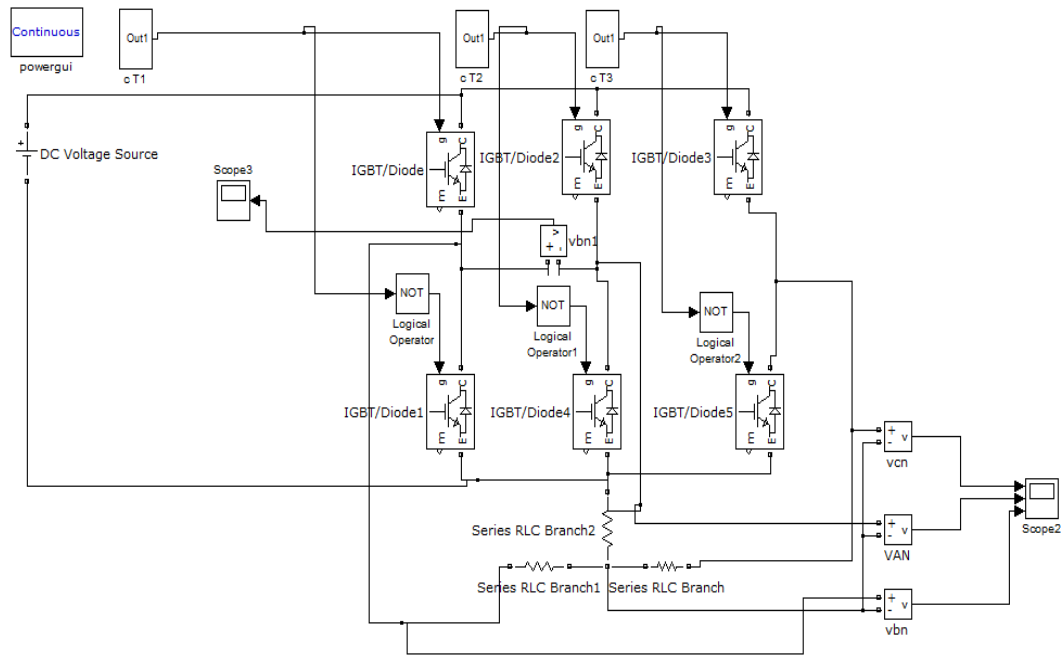 Continuous
powergui
Out1
c T1
Out1
c T2
Out1
c T3
+
DC Voltage Source
g
C
IGBT/Diode
E
E
g
C
IGBT/Diode2
E
E
g
C
IGBT/Diode3
E
E
Scope3
v
+ -
vbn1
NOT
Logical
Operator
NOT
Logical
Operator1
NOT
Logical
Operator2
g
C
IGBT/Diode1
E
E
g
C
IGBT/Diode4
E
E
g
C
IGBT/Diode5
E
E
+
-
v
vcn
Series RLC Branch2
+
-
v
VAN
Scope2
Series RLC Branch1
Series RLC Branch
+
-
v
vbn